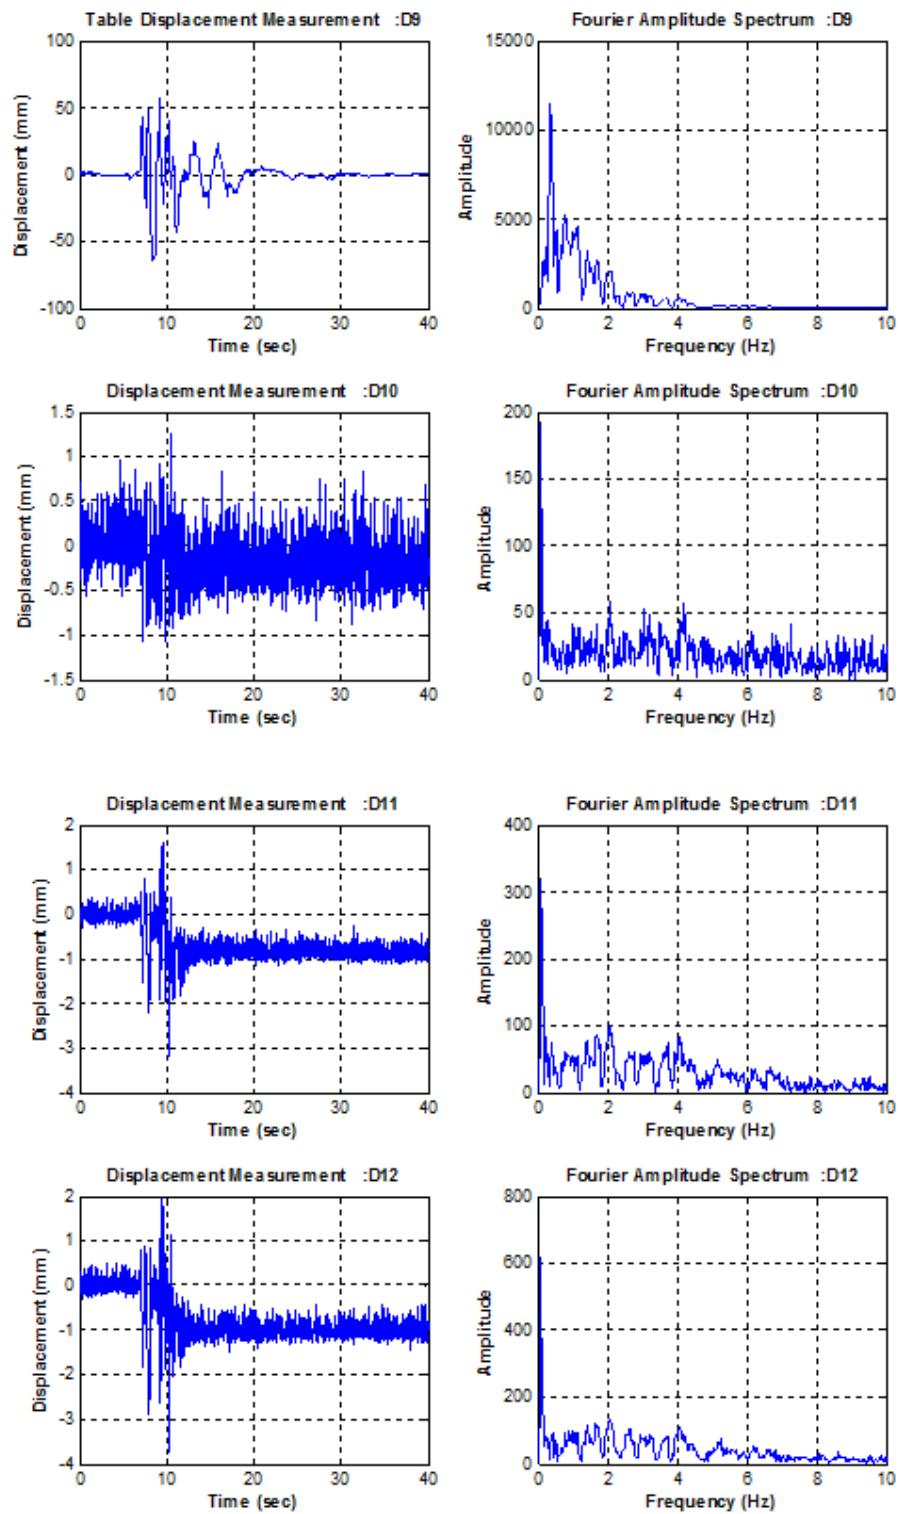 Table Displacement Measurement :D9
Fourier Amplitude Spectrum :D9
100
50
0
-50
-100
Displacement (mm)
0 10 20 30 40
Time (sec)
15000
10000
5000
0
Amplitude
0 2 4 6 8 10
Frequency (Hz)
Displacement Measurement :D10
Fourier Amplitude Spectrum :D10
1.5
1
0.5
0
-0.5
-1
-1.5
Displacement (mm)
0 10 20 30 40
Time (sec)
200
150
100
50
0
Amplitude
0 2 4 6 8 10
Frequency (Hz)
Displacement Measurement :D11
Fourier Amplitude Spectrum :D11
2
1
0
-1
-2
-3
-4
Displacement (mm)
0 10 20 30 40
Time (sec)
400
300
200
100
0
Amplitude
0 2 4 6 8 10
Frequency (Hz)
Displacement Measurement :D12
Fourier Amplitude Spectrum :D12
2
1
0
-1
-2
-3
-4
Displacement (mm)
0 10 20 30 40
Time (sec)
800
600
400
200
0
Amplitude
0 2 4 6 8 10
Frequency (Hz)